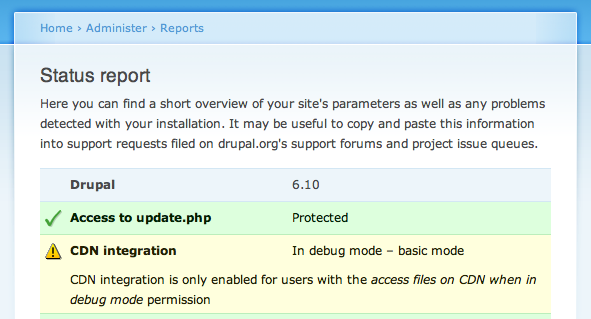 Home › Administer › Reports
Status report
Here you can find a short overview of your site's parameters as well as any problems
detected with your installation. It may be useful to copy and paste this information
into support requests filed on drupal.org's support forums and project issue queues.
Drupal 6.10
Access to update.php Protected
CDN integration In debug mode – basic mode
CDN integration is only enabled for users with the access files on CDN when in
debug mode permission